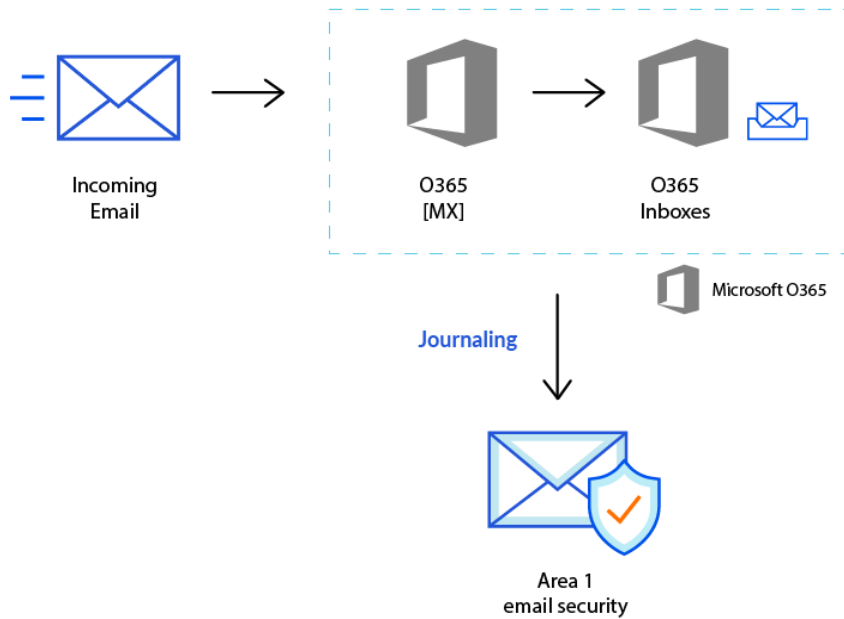 Incoming
Email
O365
[MX]
O365
Inboxes
Microsoft O365
Journaling
Area 1
email security